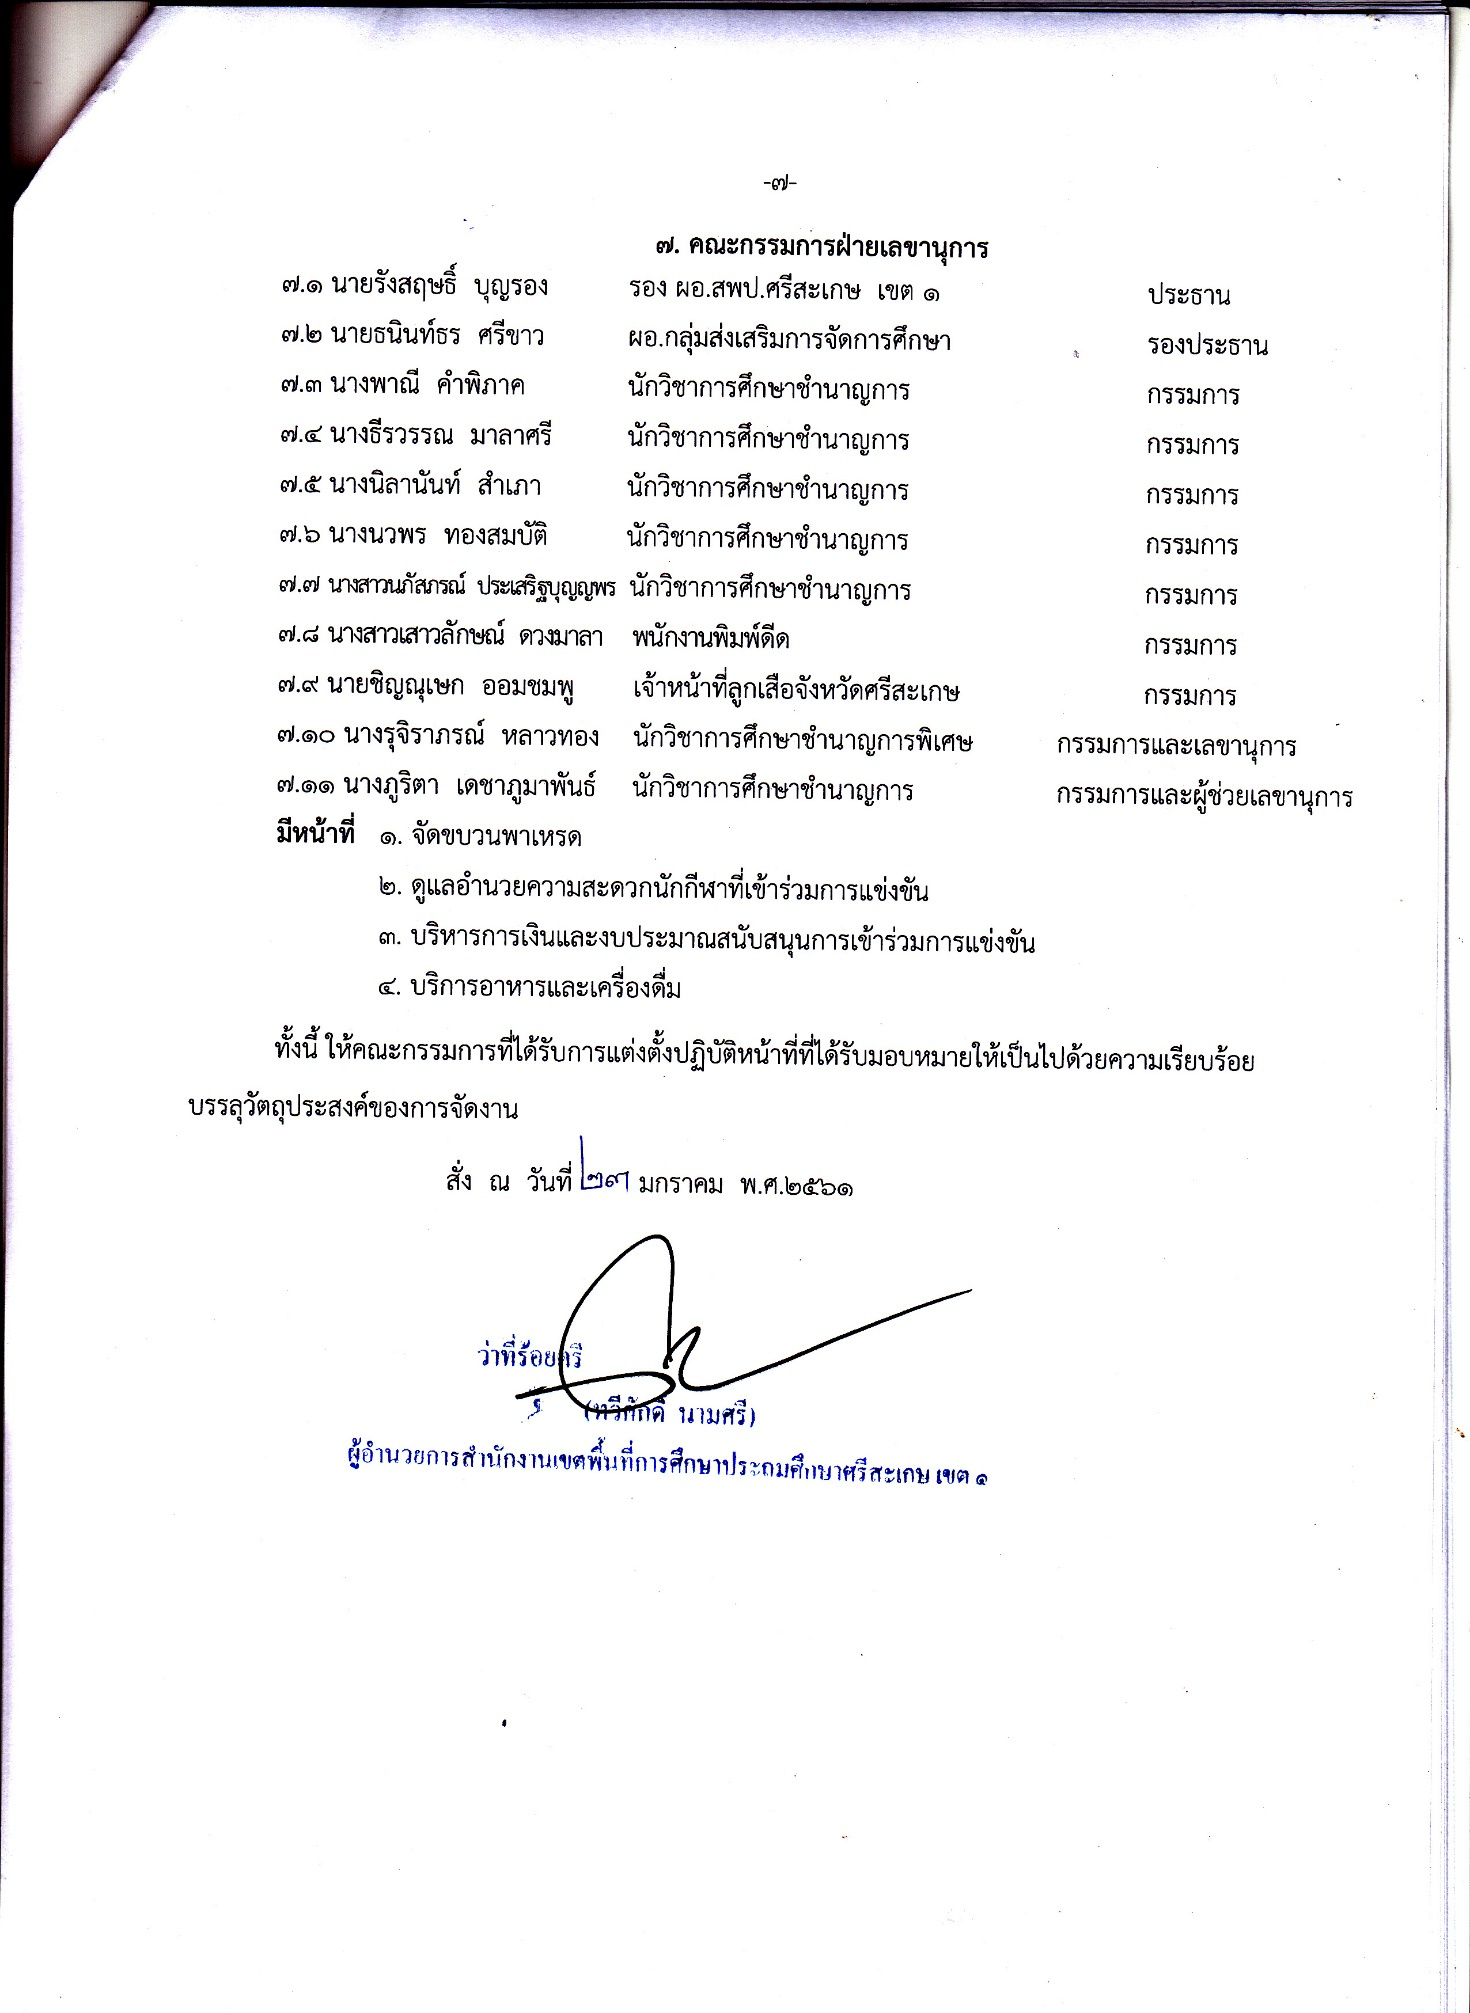 -๗-
๗. คณะกรรมการฝ่ายเลขานุการ
๗.๑ นายรังสฤษธิ์ บุญรอง รอง ผอ.สพป.ศรีสะเกษ เขต ๑ ประธาน
๗.๒ นายธนินท์ธร ศรีขาว ผอ.กลุ่มส่งเสริมการจัดการศึกษา รองประธาน
๗.๓ นางพาณี คำพิภาค นักวิชาการศึกษาชำนาญการ กรรมการ
๗.๔ นางธีรวรรณ มาลาศรี นักวิชาการศึกษาชำนาญการ กรรมการ
๗.๕ นางนิลานันท์ สำเภา นักวิชาการศึกษาชำนาญการ กรรมการ
๗.๖ นางนวพร ทองสมบัติ นักวิชาการศึกษาชำนาญการ กรรมการ
๗.๗ นางสาวนภัสภรณ์ ประเสริฐบุญญพร นักวิชาการศึกษาชำนาญการ กรรมการ
๗.๘ นางสาวเสาวลักษณ์ ดวงมาลา พนักงานพิมพ์ดีด กรรมการ
๗.๙ นายชิญณุเษก ออมชมพู เจ้าหน้าที่ลูกเสือจังหวัดศรีสะเกษ กรรมการ
๗.๑๐ นางรุจิราภรณ์ หลาวทอง นักวิชาการศึกษาชำนาญการพิเศษ กรรมการและเลขานุการ
๗.๑๑ นางภูริตา เดชาภูมาพันธ์ นักวิชาการศึกษาชำนาญการ กรรมการและผู้ช่วยเลขานุการ
มีหน้าที่ ๑. จัดขบวนพาเหรด
๒. ดูแลอำนวยความสะดวกนักกีฬาที่เข้าร่วมการแข่งขัน
๓. บริหารการเงินและงบประมาณสนับสนุนการเข้าร่วมการแข่งขัน
๔. บริการอาหารและเครื่องดื่ม
ทั้งนี้ ให้คณะกรรมการที่ได้รับการแต่งตั้งปฏิบัติหน้าที่ที่ได้รับมอบหมายให้เป็นไปด้วยความเรียบร้อย
บรรลุวัตถุประสงค์ของการจัดงาน
สั่ง ณ วันที่ ๒๓ มกราคม พ.ศ.๒๕๖๑
ว่าที่ร้อยตรี
(ทวีศักดิ์ นามศรี)
ผู้อำนวยการสำนักงานเขตพื้นที่การศึกษาประถมศึกษาศรีสะเกษ เขต ๑